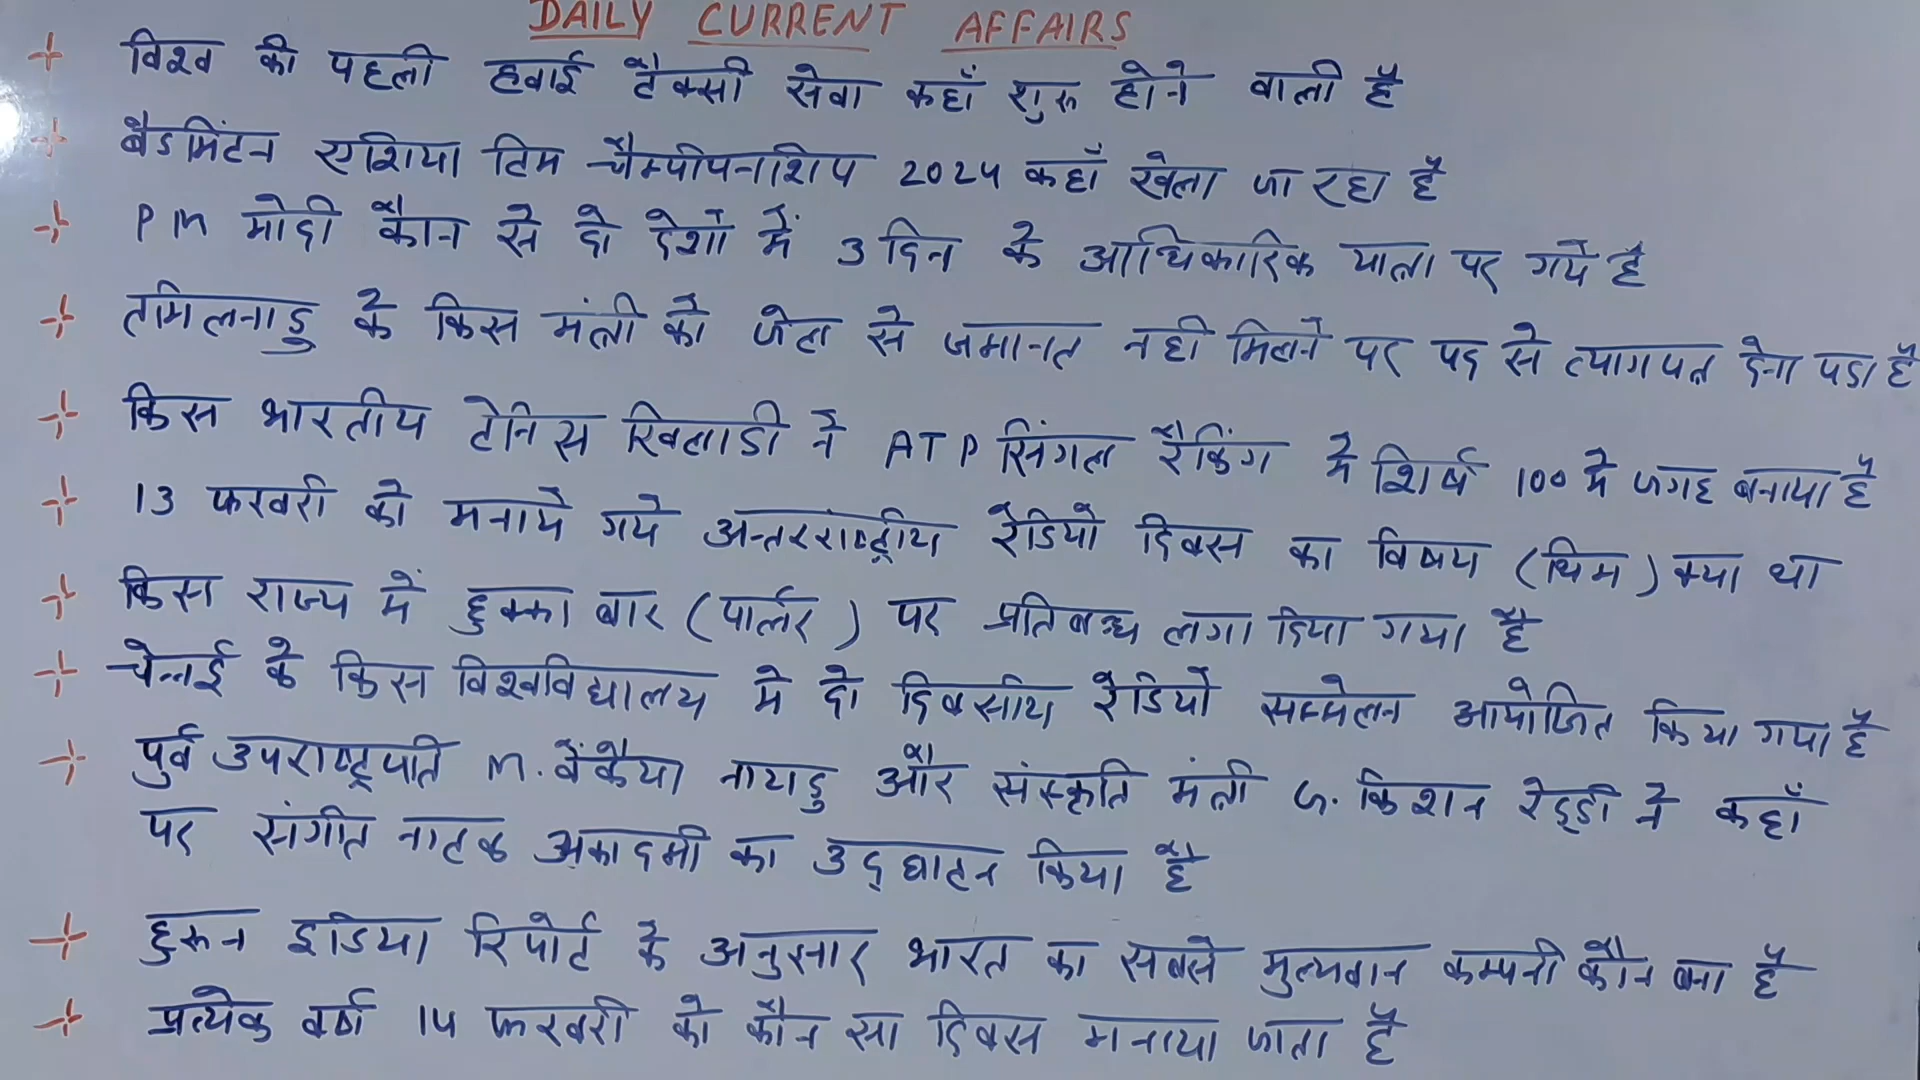 DAILY CURRENT AFFAIRS
विश्व की पहली हवाई टैक्सी सेवा कहाँ शुरू होने वाली है
बैडमिंटन एशिया टिम चैम्पीयनशिप 2024 कहाँ खेला जा रहा है
PM मोदी कौन से दो देशों में 3 दिन के आधिकारिक यात्रा पर गये है
तमिलनाडु के किस मंत्री को जेल से जमानत नही मिलने पर पद से त्यागपत्र देना पडा है
किस भारतीय टेनिस खिलाडी ने ATP सिंगल रैंकिंग मे शिर्ष 100 मे जगह बनाया है
13 फरवरी को मनाये गये अन्तरराष्ट्रीय रेडियो दिवस का विषय (थिम) क्या था
किस राज्य में हुक्का बार (पार्लर) पर प्रतिबन्ध लगा दिया गया है
चेन्नई के किस विश्वविद्यालय मे दो दिवसीय रेडियो सम्मेलन आयोजित किया गया है
पुर्व उपराष्ट्रपति M. वेंकैया नायडु और संस्कृति मंत्री G. किशन रेड्डी ने कहाँ
पर संगीत नाटक अकादमी का उद्घाटन किया है
हुरून इंडिया रिपोर्ट के अनुसार भारत का सबसे मुल्यवान कम्पनी कौन बना है
प्रत्येक वर्ष 14 फरवरी को कौन सा दिवस मनाया जाता है